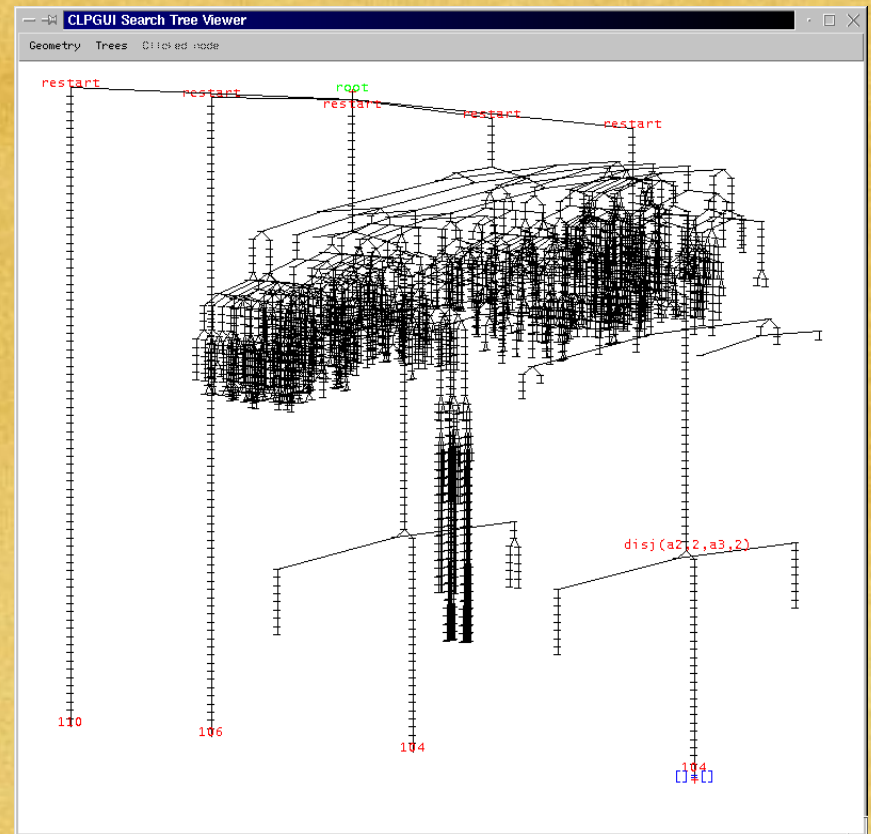 CLPGUI Search Tree Viewer
Geometry Trees Clicked node
restart restart root restart restart restart
disj(a2,2,a3,2)
110
106
104
104
[]=[]